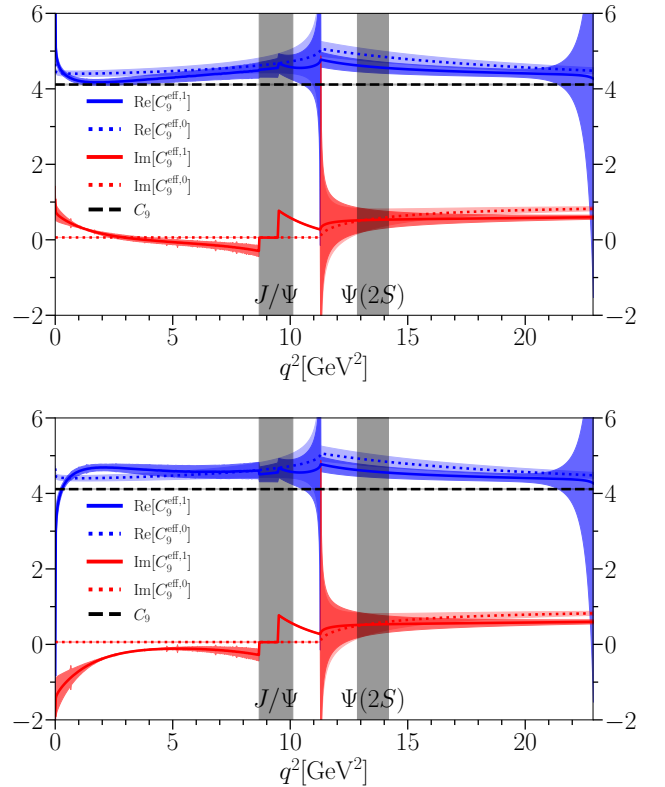 6 6
4 4
Re[C_9^{eff,1}]
Re[C_9^{eff,0}]
2 2
Im[C_9^{eff,1}]
Im[C_9^{eff,0}]
C_9
0 0
J/Ψ Ψ(2S)
−2 −2
0 5 10 15 20
q^2[GeV^2]
6 6
4 4
Re[C_9^{eff,1}]
Re[C_9^{eff,0}]
2 2
Im[C_9^{eff,1}]
Im[C_9^{eff,0}]
C_9
0 0
J/Ψ Ψ(2S)
−2 −2
0 5 10 15 20
q^2[GeV^2]